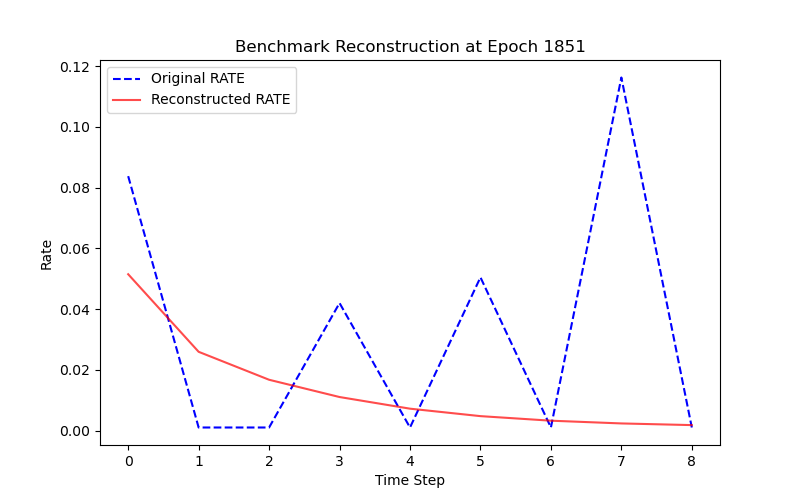 Benchmark Reconstruction at Epoch 1851
Original RATE
Reconstructed RATE
0.12
0.10
0.08
0.06
0.04
0.02
0.00
Rate
0 1 2 3 4 5 6 7 8
Time Step